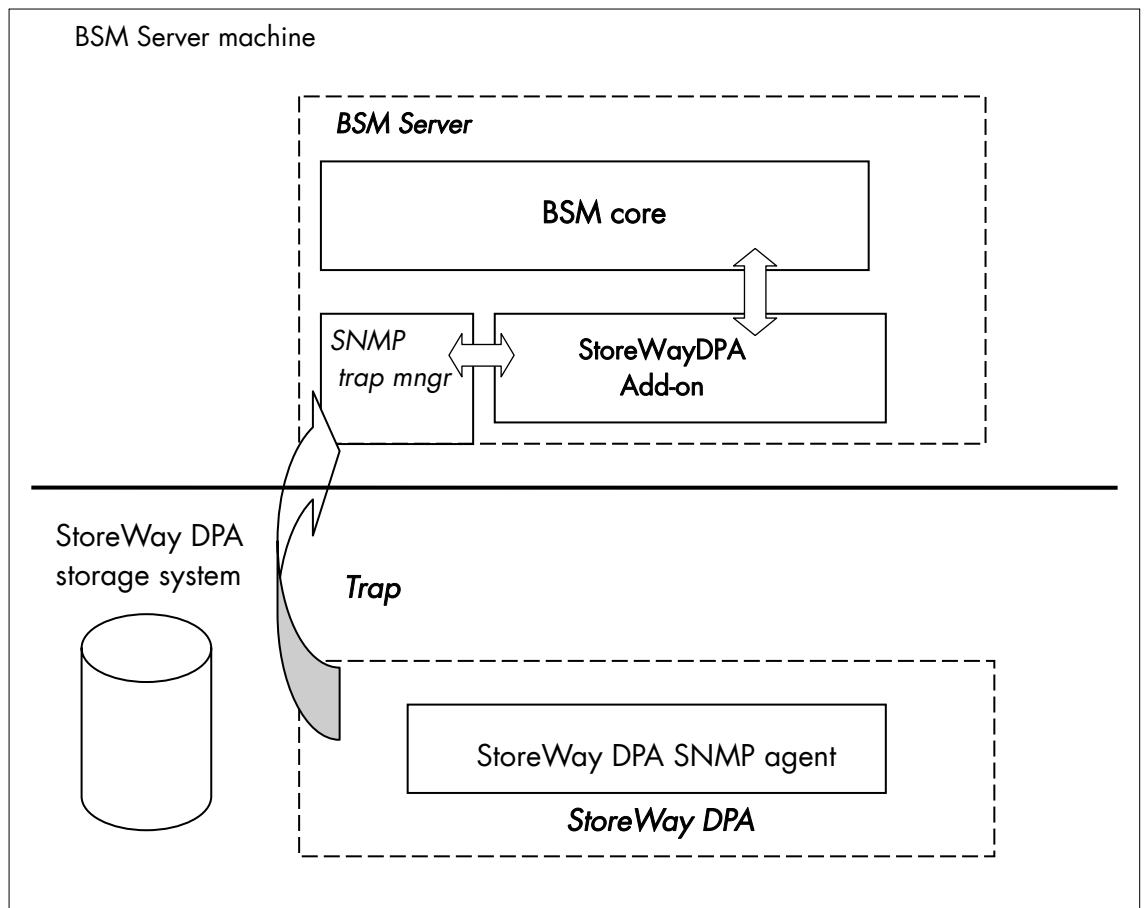 BSM Server machine
BSM Server
BSM core
SNMP
trap mngr
StoreWayDPA
Add-on
StoreWay DPA
storage system
Trap
StoreWay DPA SNMP agent
StoreWay DPA